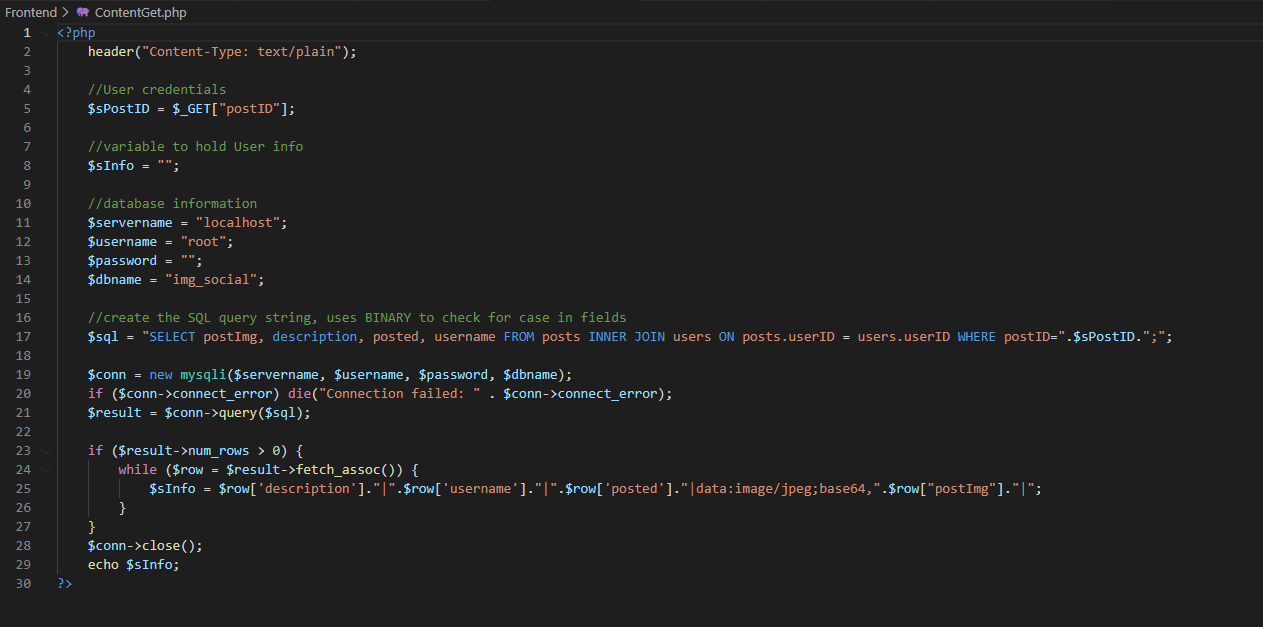 Frontend > ContentGet.php
1 <?php
2 header("Content-Type: text/plain");
3
4 //User credentials
5 $sPostID = $_GET["postID"];
6
7 //variable to hold User info
8 $sInfo = "";
9
10 //database information
11 $servername = "localhost";
12 $username = "root";
13 $password = "";
14 $dbname = "img_social";
15
16 //create the SQL query string, uses BINARY to check for case in fields
17 $sql = "SELECT postImg, description, posted, username FROM posts INNER JOIN users ON posts.userID = users.userID WHERE postID=".$sPostID.";";
18
19 $conn = new mysqli($servername, $username, $password, $dbname);
20 if ($conn->connect_error) die("Connection failed: " . $conn->connect_error);
21 $result = $conn->query($sql);
22
23 if ($result->num_rows > 0) {
24 while ($row = $result->fetch_assoc()) {
25 $sInfo = $row['description']."|".$row['username']."|".$row['posted']."|data:image/jpeg;base64,".$row["postImg"]."|";
26 }
27 }
28 $conn->close();
29 echo $sInfo;
30 ?>